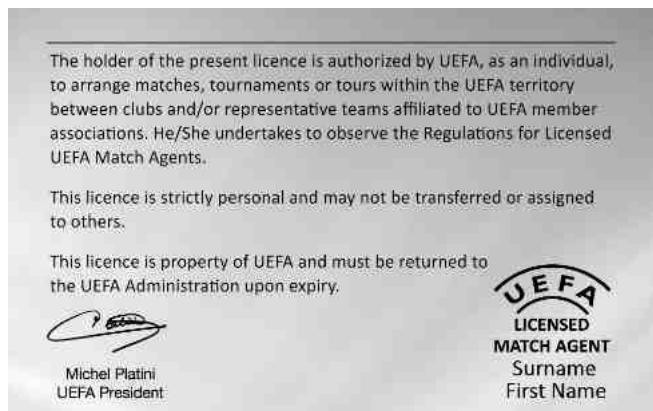 The holder of the present licence is authorized by UEFA, as an individual,
to arrange matches, tournaments or tours within the UEFA territory
between clubs and/or representative teams affiliated to UEFA member
associations. He/She undertakes to observe the Regulations for Licensed
UEFA Match Agents.
This licence is strictly personal and may not be transferred or assigned
to others.
This licence is property of UEFA and must be returned to
the UEFA Administration upon expiry.
Michel Platini
UEFA President
UEFA
LICENSED
MATCH AGENT
Surname
First Name